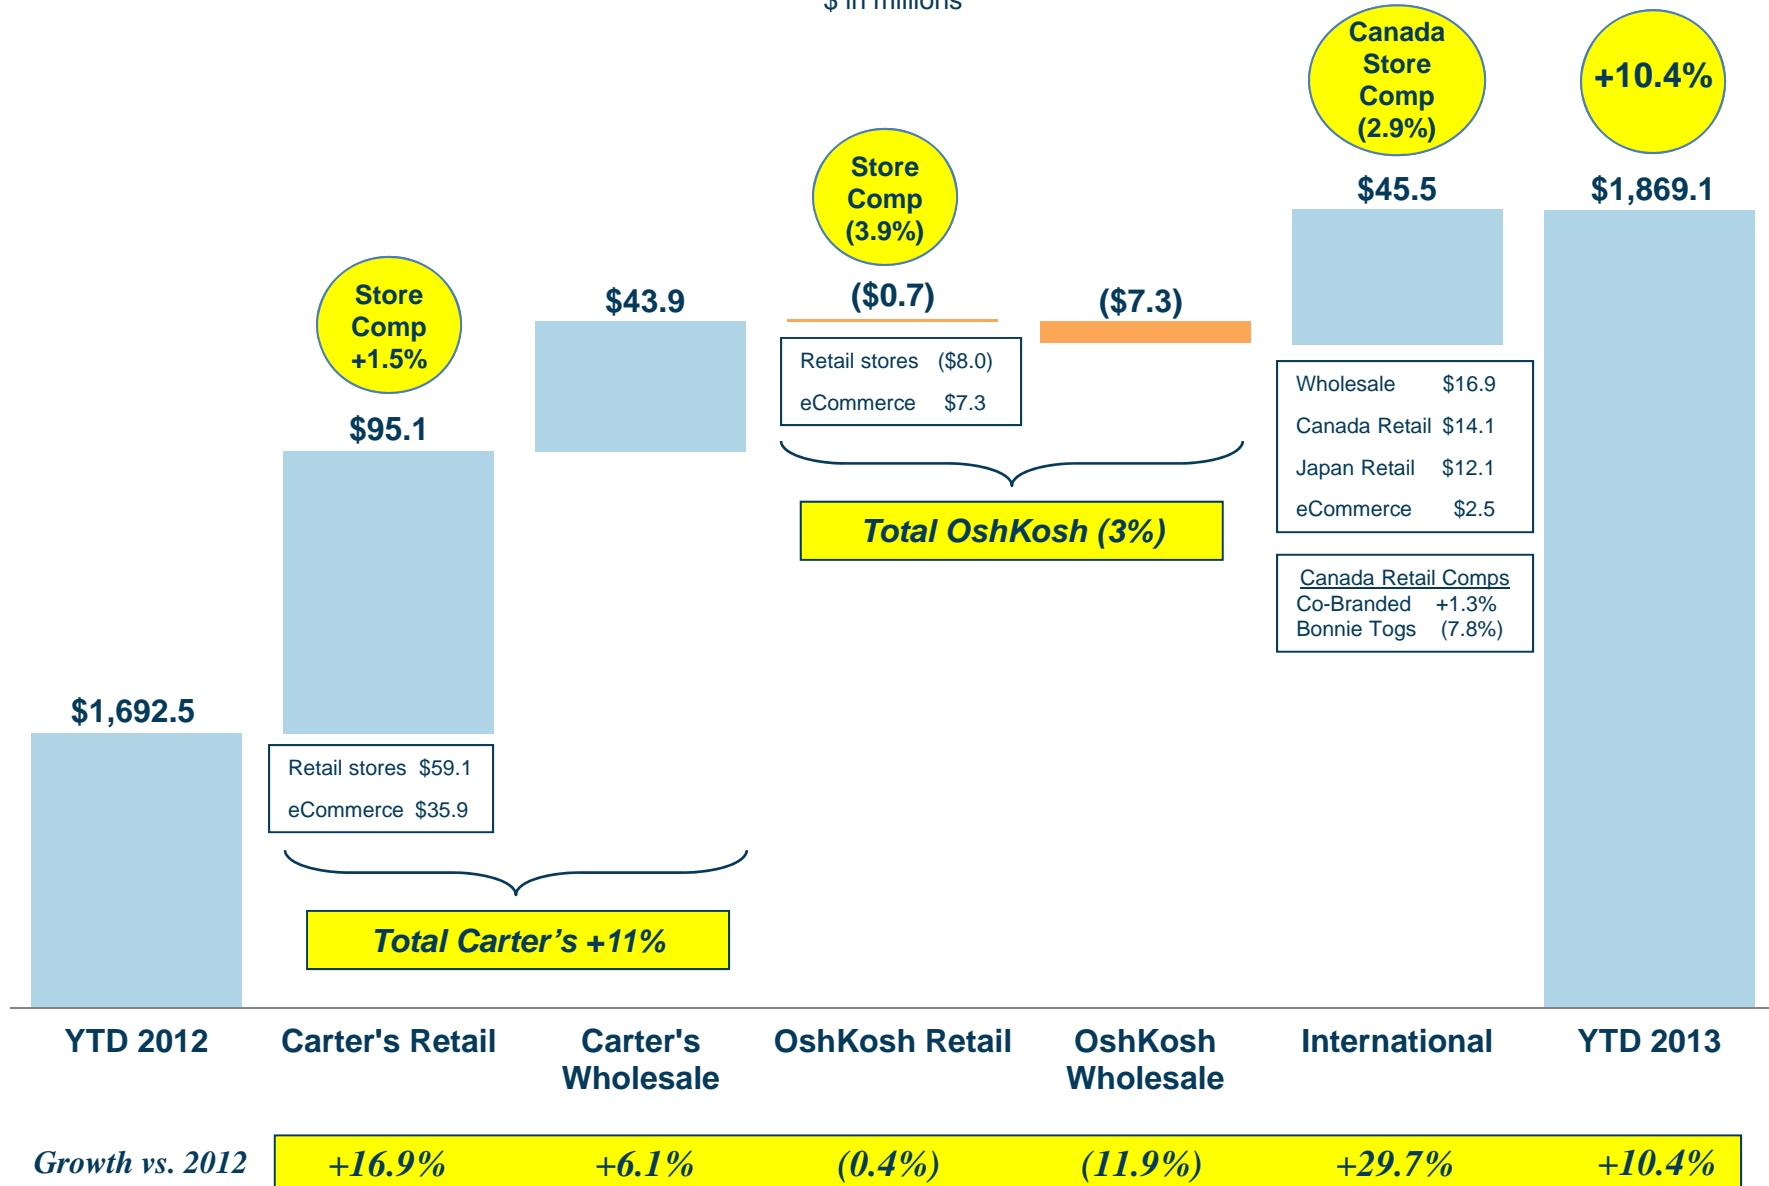 $ in millions
Canada
Store
Comp
(2.9%)
+10.4%
$45.5
$1,869.1
Store
Comp
(3.9%)
($0.7)
($7.3)
Store
Comp
+1.5%
$43.9
$95.1
Retail stores ($8.0)
eCommerce $7.3
Wholesale $16.9
Canada Retail $14.1
Japan Retail $12.1
eCommerce $2.5
Total OshKosh (3%)
Canada Retail Comps
Co-Branded +1.3%
Bonnie Togs (7.8%)
$1,692.5
Retail stores $59.1
eCommerce $35.9
Total Carter’s +11%
YTD 2012
Carter's Retail
Carter's
Wholesale
OshKosh Retail
OshKosh
Wholesale
International
YTD 2013
Growth vs. 2012 +16.9% +6.1% (0.4%) (11.9%) +29.7% +10.4%